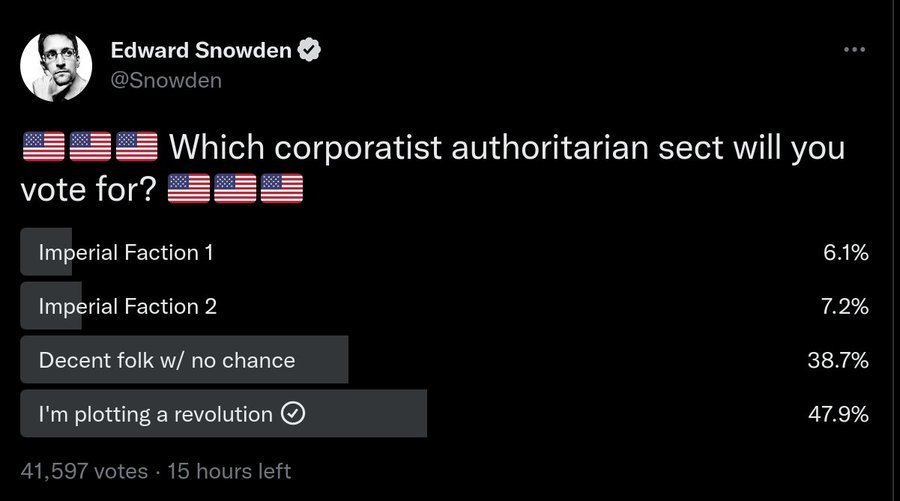 Edward Snowden
@Snowden
🇺🇸🇺🇸🇺🇸 Which corporatist authoritarian sect will you
vote for? 🇺🇸🇺🇸🇺🇸
Imperial Faction 1 6.1%
Imperial Faction 2 7.2%
Decent folk w/ no chance 38.7%
I'm plotting a revolution 47.9%
41,597 votes · 15 hours left